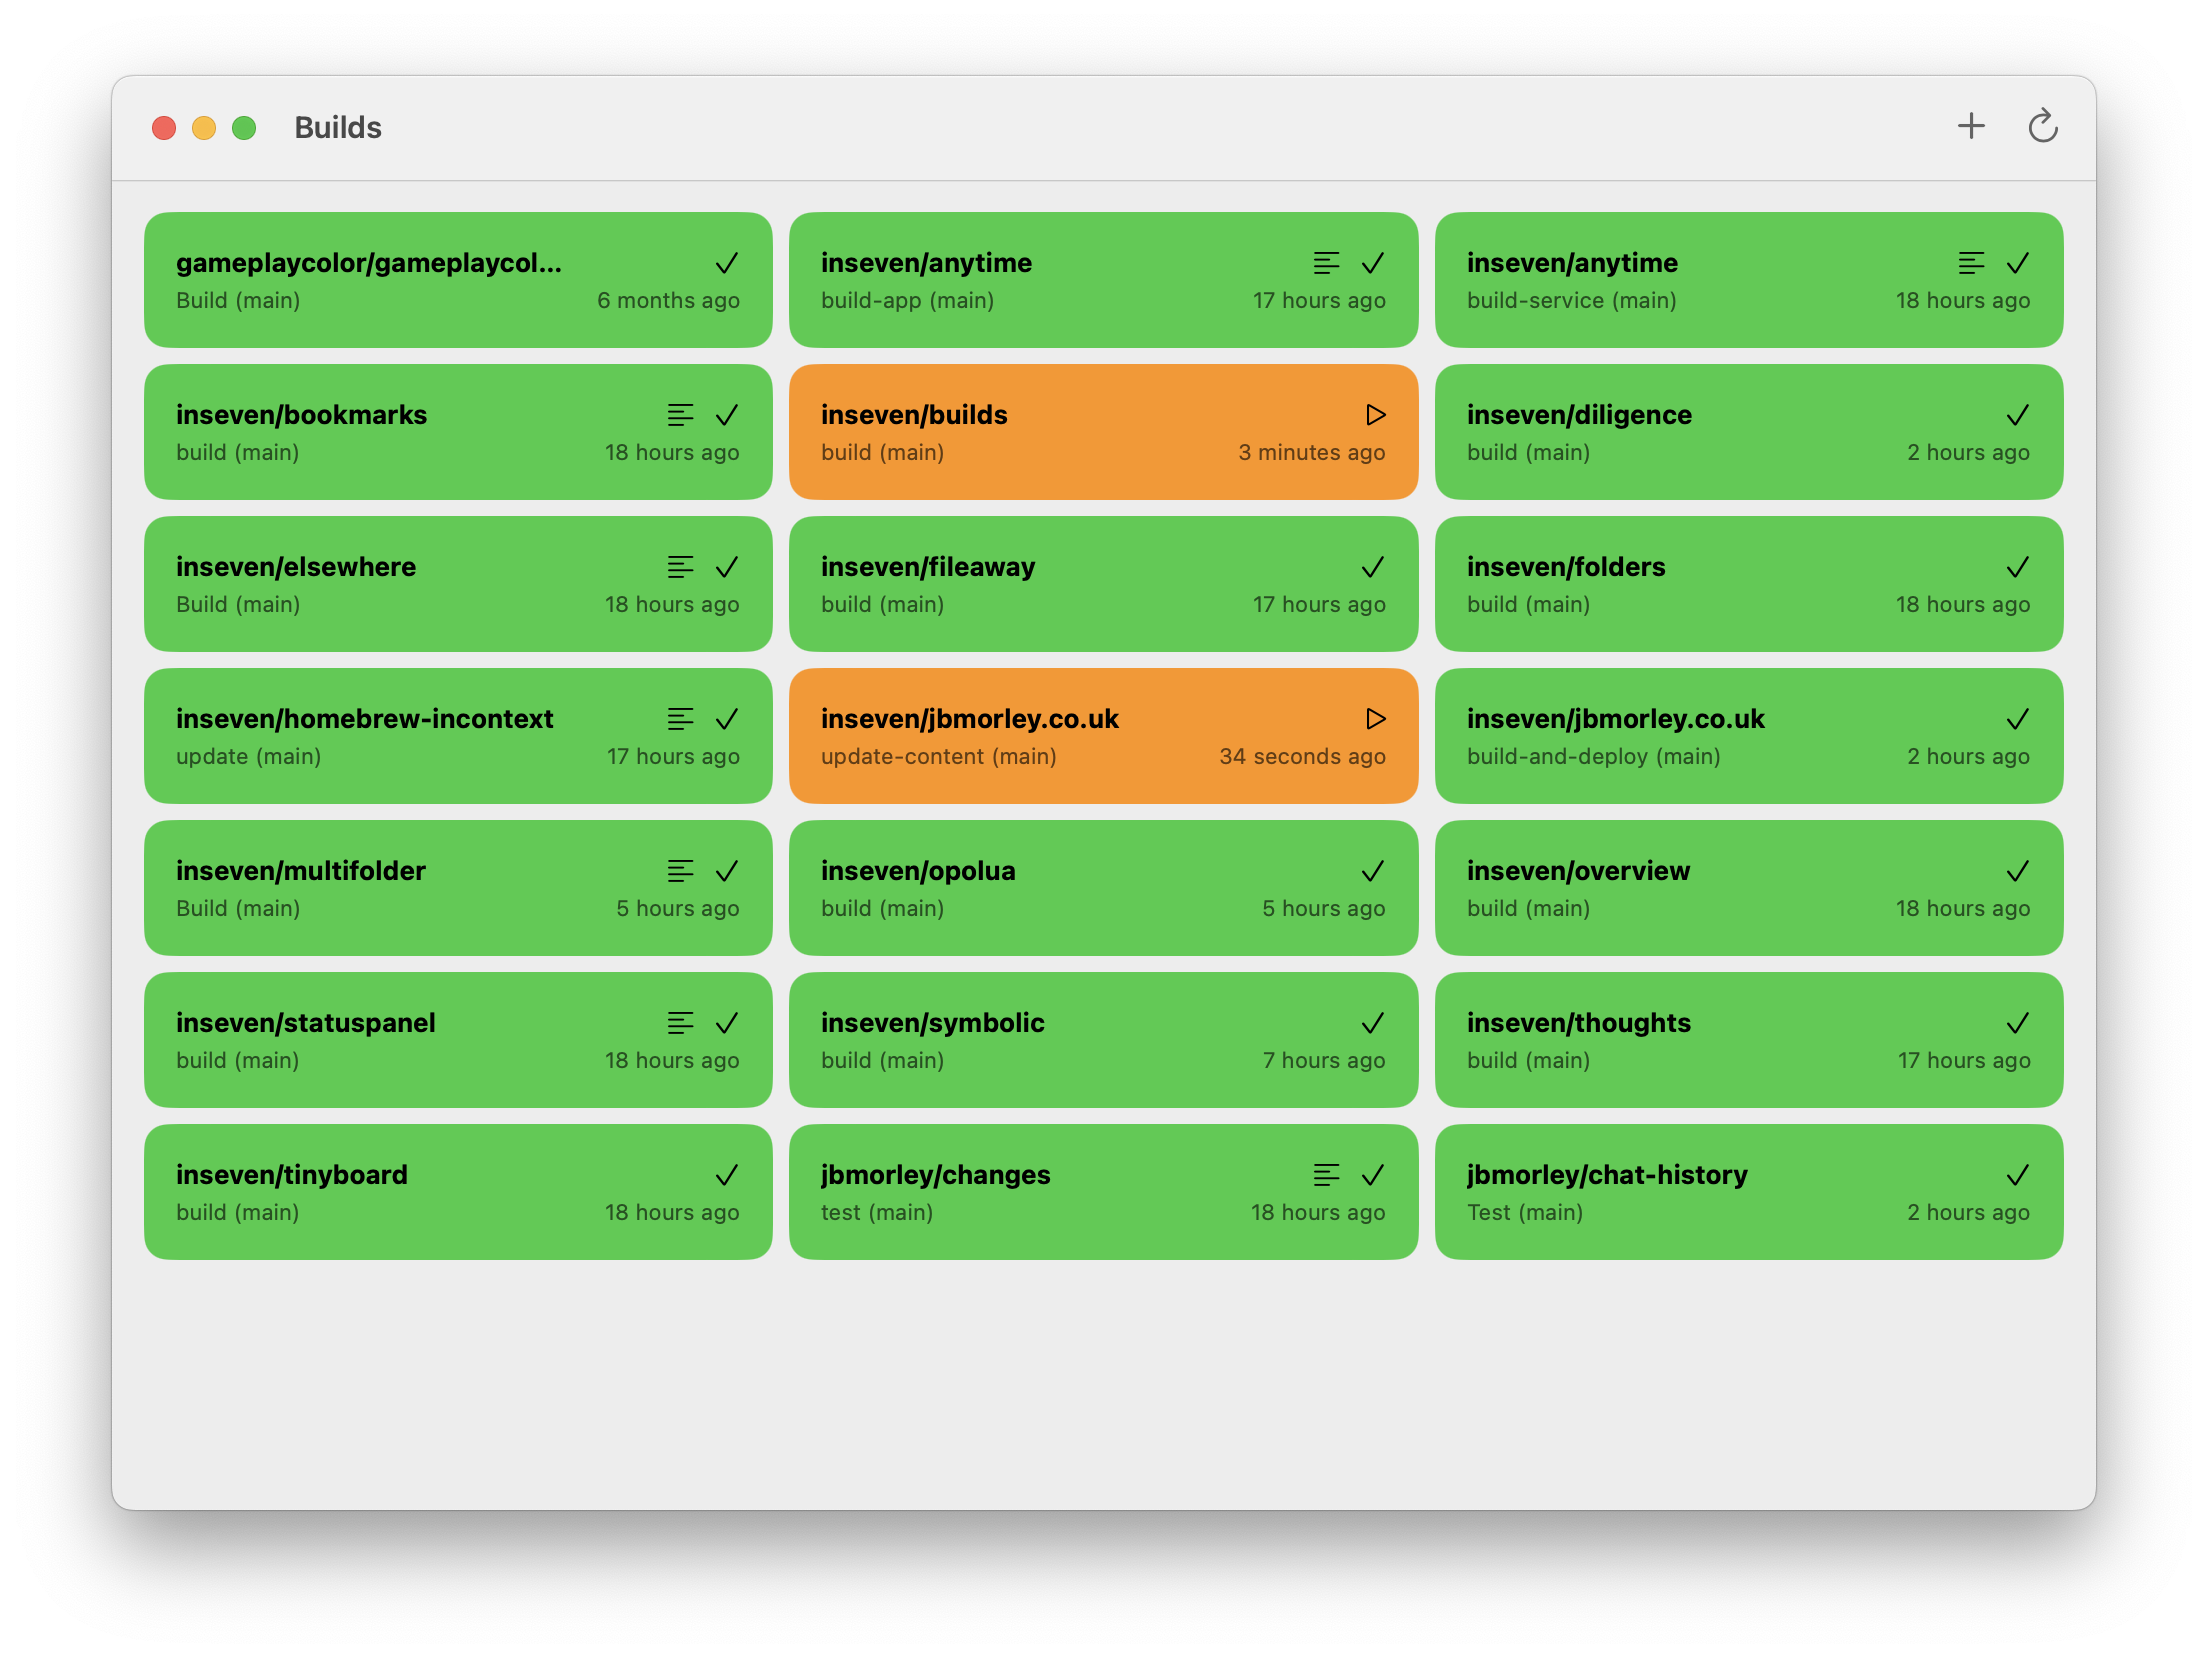 Builds
gameplaycolor/gameplaycol...
Build (main) 6 months ago
inseven/anytime
build-app (main) 17 hours ago
inseven/anytime
build-service (main) 18 hours ago
inseven/bookmarks
build (main) 18 hours ago
inseven/builds
build (main) 3 minutes ago
inseven/diligence
build (main) 2 hours ago
inseven/elsewhere
Build (main) 18 hours ago
inseven/fileaway
build (main) 17 hours ago
inseven/folders
build (main) 18 hours ago
inseven/homebrew-incontext
update (main) 17 hours ago
inseven/jbmorley.co.uk
update-content (main) 34 seconds ago
inseven/jbmorley.co.uk
build-and-deploy (main) 2 hours ago
inseven/multifolder
Build (main) 5 hours ago
inseven/opolua
build (main) 5 hours ago
inseven/overview
build (main) 18 hours ago
inseven/statuspanel
build (main) 18 hours ago
inseven/symbolic
build (main) 7 hours ago
inseven/thoughts
build (main) 17 hours ago
inseven/tinyboard
build (main) 18 hours ago
jbmorley/changes
test (main) 18 hours ago
jbmorley/chat-history
Test (main) 2 hours ago